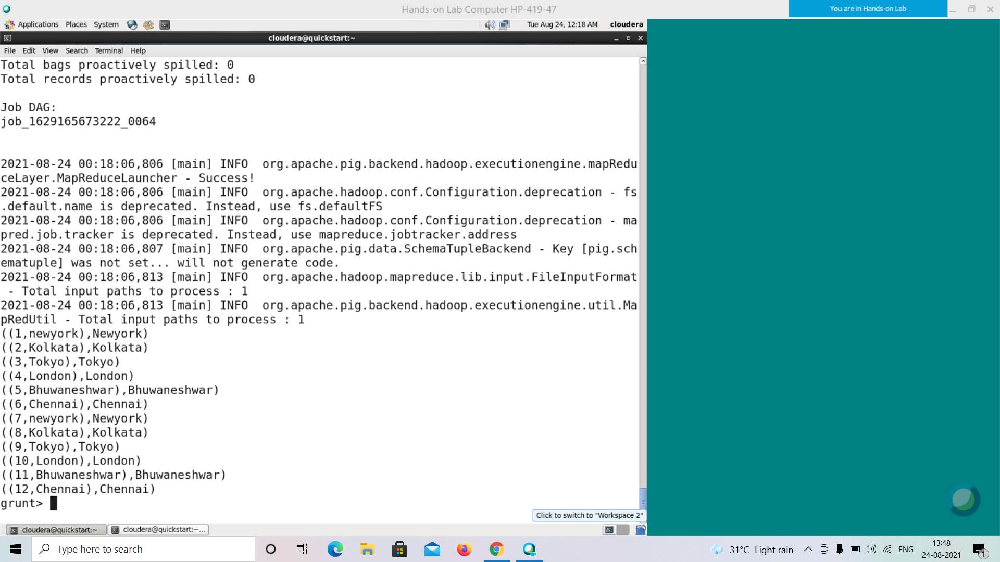 Hands-on Lab Computer HP-419-47
You are in Hands-on Lab
Applications Places System
Tue Aug 24, 12:18 AM cloudera
cloudera@quickstart:~
File Edit View Search Terminal Help
Total bags proactively spilled: 0
Total records proactively spilled: 0
Job DAG:
job_1629165673222_0064
2021-08-24 00:18:06,806 [main] INFO  org.apache.pig.backend.hadoop.executionengine.mapRedu
ceLayer.MapReduceLauncher - Success!
2021-08-24 00:18:06,806 [main] INFO  org.apache.hadoop.conf.Configuration.deprecation - fs
.default.name is deprecated. Instead, use fs.defaultFS
2021-08-24 00:18:06,806 [main] INFO  org.apache.hadoop.conf.Configuration.deprecation - ma
pred.job.tracker is deprecated. Instead, use mapreduce.jobtracker.address
2021-08-24 00:18:06,807 [main] INFO  org.apache.pig.data.SchemaTupleBackend - Key [pig.sch
ematuple] was not set... will not generate code.
2021-08-24 00:18:06,813 [main] INFO  org.apache.hadoop.mapreduce.lib.input.FileInputFormat
 - Total input paths to process : 1
2021-08-24 00:18:06,813 [main] INFO  org.apache.pig.backend.hadoop.executionengine.util.Ma
pRedUtil - Total input paths to process : 1
((1,newyork),Newyork)
((2,Kolkata),Kolkata)
((3,Tokyo),Tokyo)
((4,London),London)
((5,Bhuwaneshwar),Bhuwaneshwar)
((6,Chennai),Chennai)
((7,newyork),Newyork)
((8,Kolkata),Kolkata)
((9,Tokyo),Tokyo)
((10,London),London)
((11,Bhuwaneshwar),Bhuwaneshwar)
((12,Chennai),Chennai)
grunt>
Click to switch to "Workspace 2"
cloudera@quickstart:~ cloudera@quickstart:~...
Type here to search
31°C Light rain
ENG
13:48
24-08-2021
1